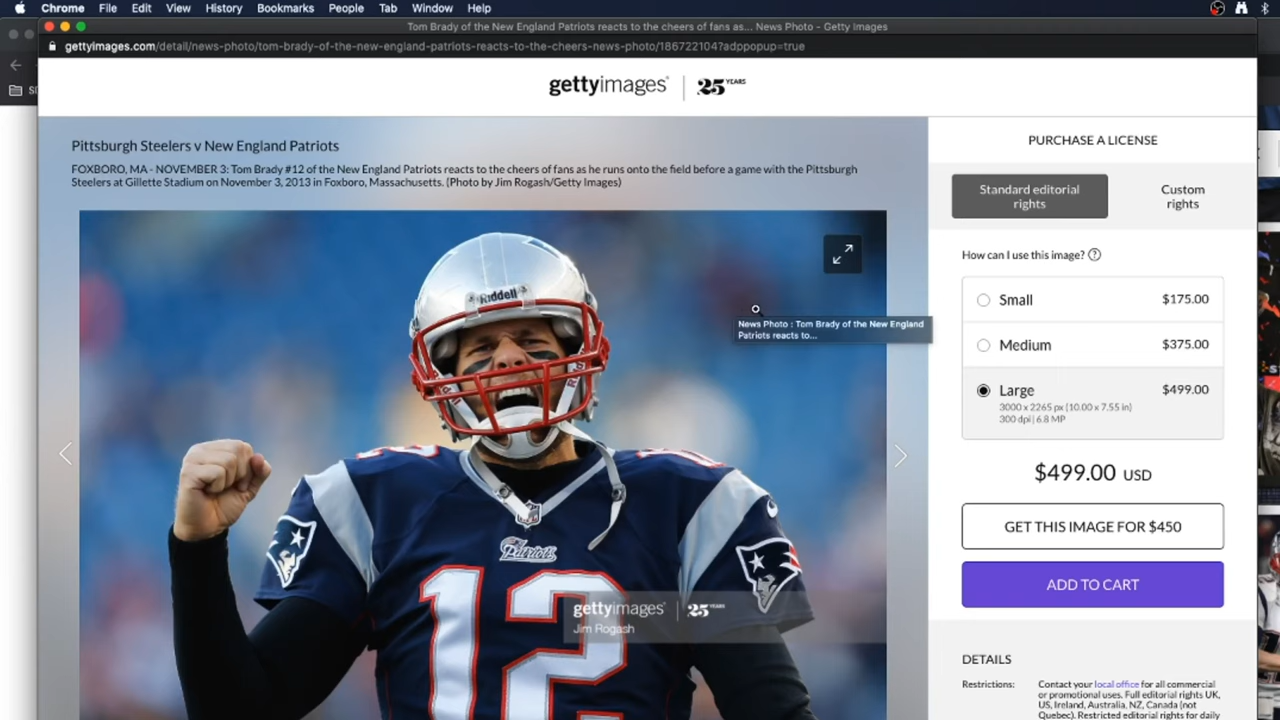 Chrome File Edit View History Bookmarks People Tab Window Help
Tom Brady of the New England Patriots reacts to the cheers of fans as... News Photo - Getty Images
gettyimages.com/detail/news-photo/tom-brady-of-the-new-england-patriots-reacts-to-the-cheers-news-photo/186722104?adppopup=true
gettyimages® 25 YEARS
Pittsburgh Steelers v New England Patriots
FOXBORO, MA - NOVEMBER 3: Tom Brady #12 of the New England Patriots reacts to the cheers of fans as he runs onto the field before a game with the Pittsburgh
Steelers at Gillette Stadium on November 3, 2013 in Foxboro, Massachusetts. (Photo by Jim Rogash/Getty Images)
Riddell
News Photo : Tom Brady of the New England
Patriots reacts to...
NFL
Patriots
12
gettyimages® 25 YEARS
Jim Rogash
PURCHASE A LICENSE
Standard editorial
rights
Custom
rights
How can I use this image? ?
Small $175.00
Medium $375.00
Large $499.00
3000 x 2265 px (10.00 x 7.55 in)
300 dpi | 6.8 MP
$499.00 USD
GET THIS IMAGE FOR $450
ADD TO CART
DETAILS
Restrictions: Contact your local office for all commercial
or promotional uses. Full editorial rights UK,
US, Ireland, Australia, NZ, Canada (not
Quebec). Restricted editorial rights for daily